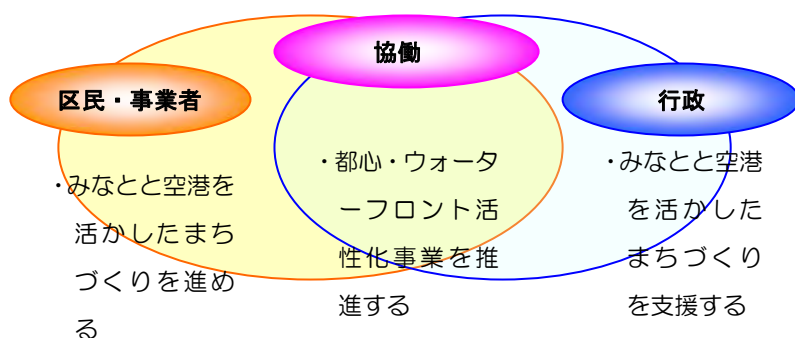 協働
区民・事業者
行政
・みなとと空港を
活かしたまち
づくりを進め
る
・都心・ウォータ
ーフロント活
性化事業を推
進する
・みなとと空港
を活かした
まちづくり
を支援する